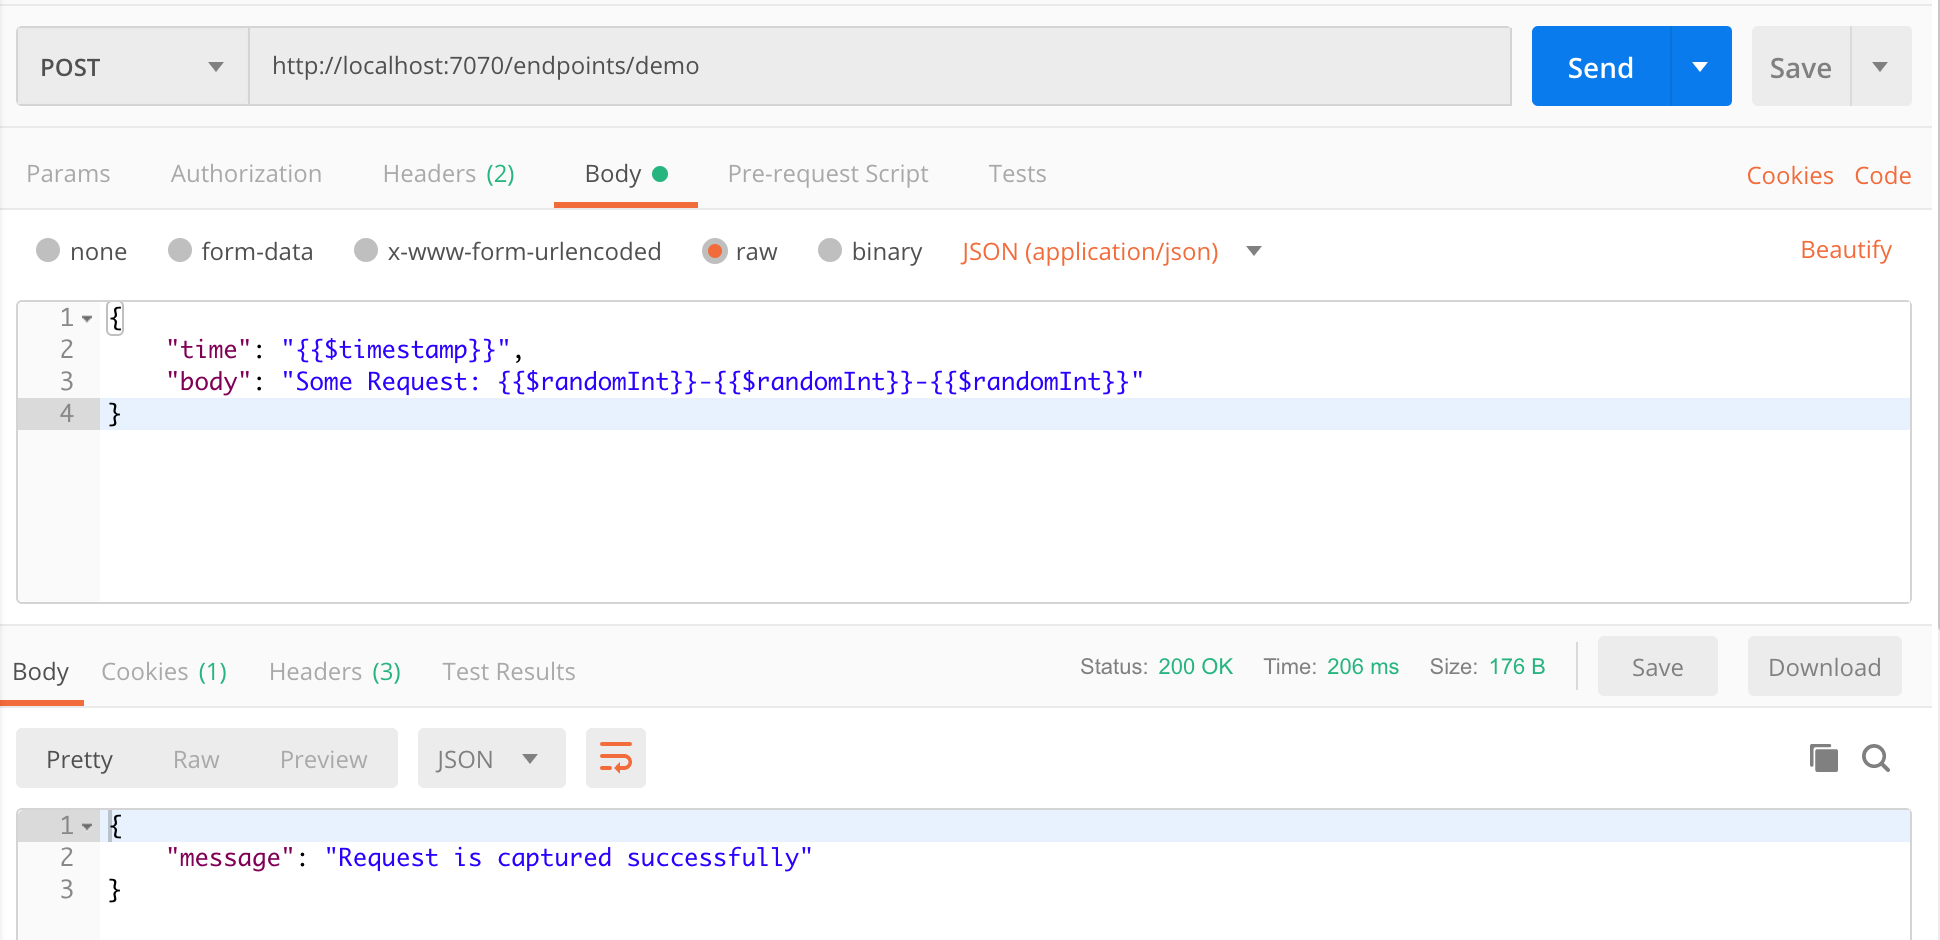 POST http://localhost:7070/endpoints/demo Send Save
Params Authorization Headers (2) Body Pre-request Script Tests Cookies Code
none form-data x-www-form-urlencoded raw binary JSON (application/json) Beautify
1 {
2 "time": "{{$timestamp}}",
3 "body": "Some Request: {{$randomInt}}-{{$randomInt}}-{{$randomInt}}"
4 }
Body Cookies (1) Headers (3) Test Results Status: 200 OK Time: 206 ms Size: 176 B Save Download
Pretty Raw Preview JSON
1 {
2 "message": "Request is captured successfully"
3 }